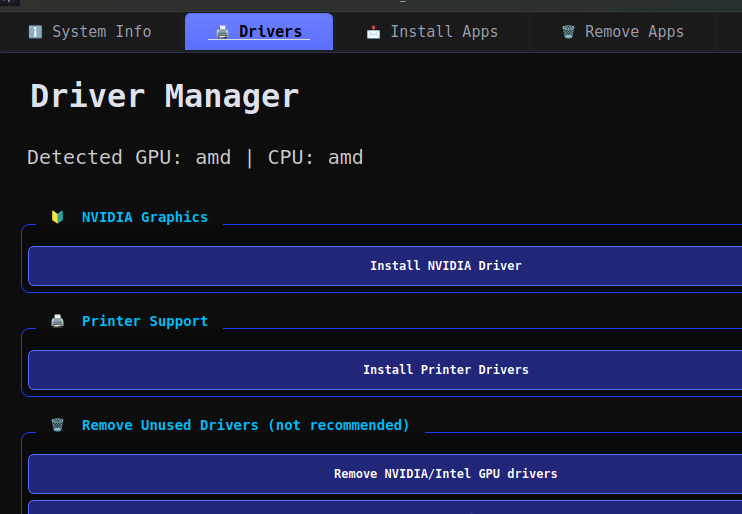 System Info
Drivers
Install Apps
Remove Apps
Driver Manager
Detected GPU: amd | CPU: amd
NVIDIA Graphics
Install NVIDIA Driver
Printer Support
Install Printer Drivers
Remove Unused Drivers (not recommended)
Remove NVIDIA/Intel GPU drivers